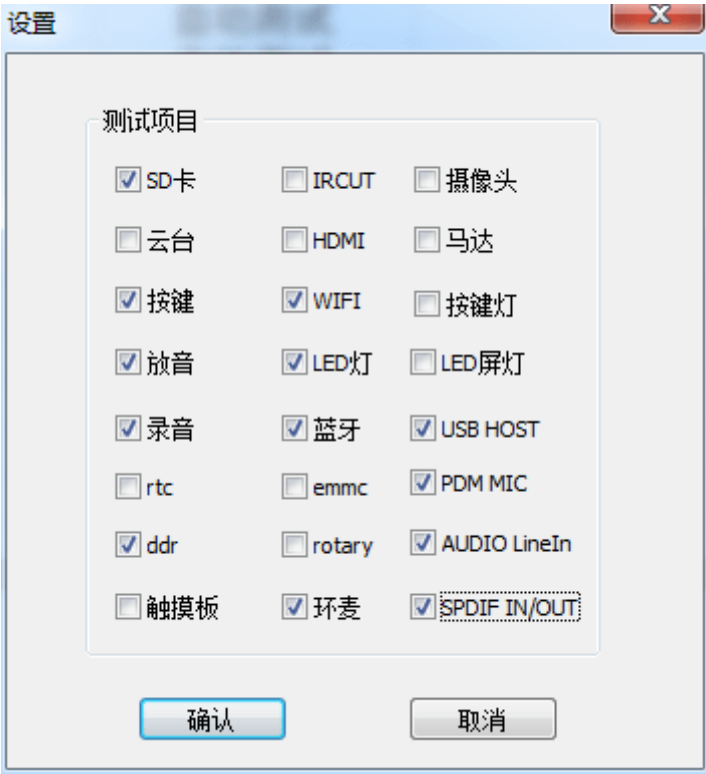 设置
测试项目
SD卡 IRCUT 摄像头
云台 HDMI 马达
按键 WIFI 按键灯
放音 LED灯 LED屏灯
录音 蓝牙 USB HOST
rtc emmc PDM MIC
ddr rotary AUDIO LineIn
触摸板 环麦 SPDIF IN/OUT
确认 取消